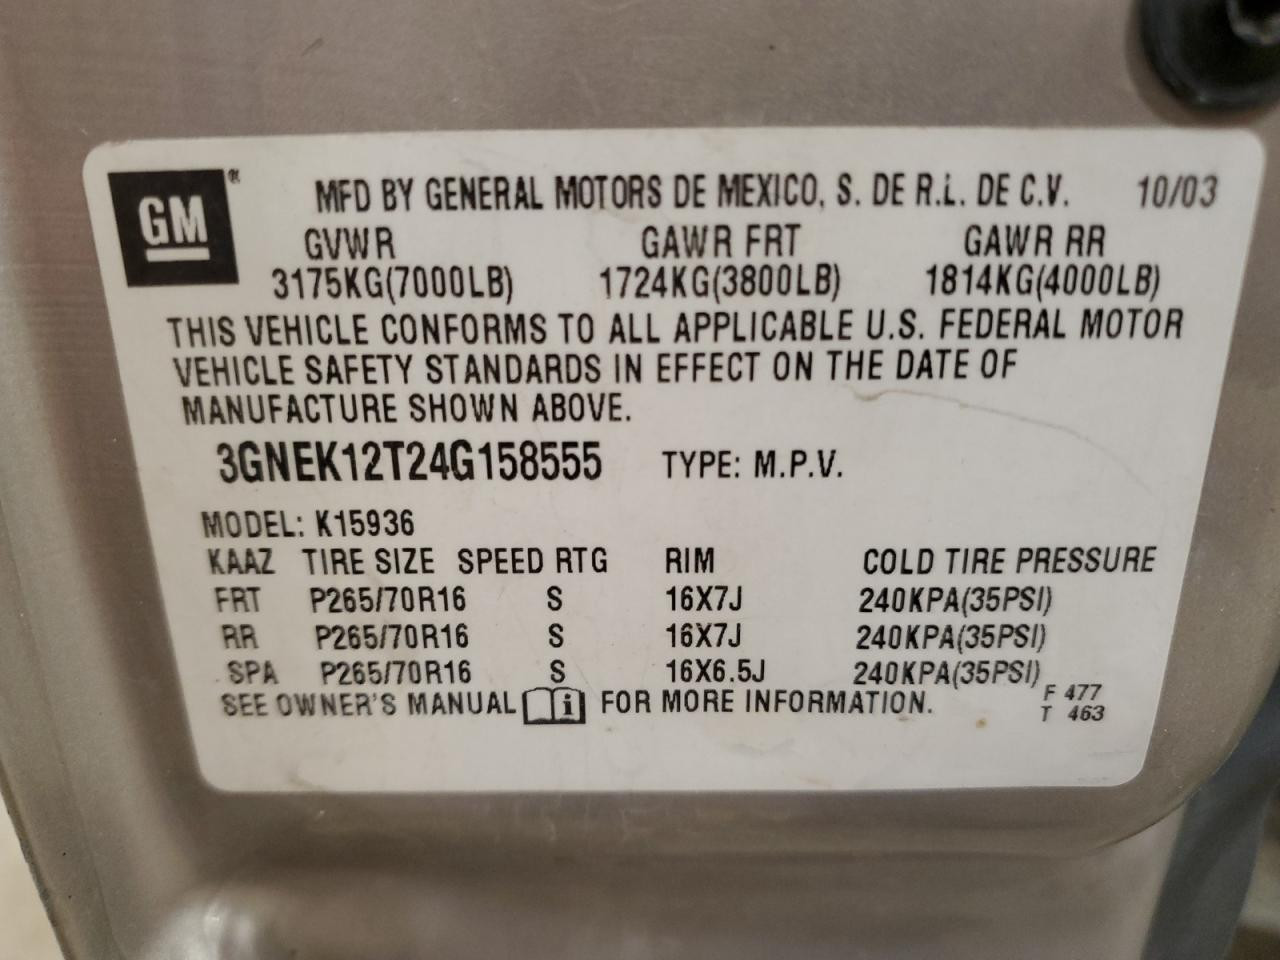 GM® MFD BY GENERAL MOTORS DE MEXICO, S. DE R.L. DE C.V. 10/03
GVWR GAWR FRT GAWR RR
3175KG(7000LB) 1724KG(3800LB) 1814KG(4000LB)
THIS VEHICLE CONFORMS TO ALL APPLICABLE U.S. FEDERAL MOTOR
VEHICLE SAFETY STANDARDS IN EFFECT ON THE DATE OF
MANUFACTURE SHOWN ABOVE.
3GNEK12T24G158555 TYPE: M.P.V.
MODEL: K15936
KAAZ TIRE SIZE SPEED RTG RIM COLD TIRE PRESSURE
FRT P265/70R16 S 16X7J 240KPA(35PSI)
RR P265/70R16 S 16X7J 240KPA(35PSI)
SPA P265/70R16 S 16X6.5J 240KPA(35PSI)
SEE OWNER'S MANUAL i FOR MORE INFORMATION. F 477
T 463